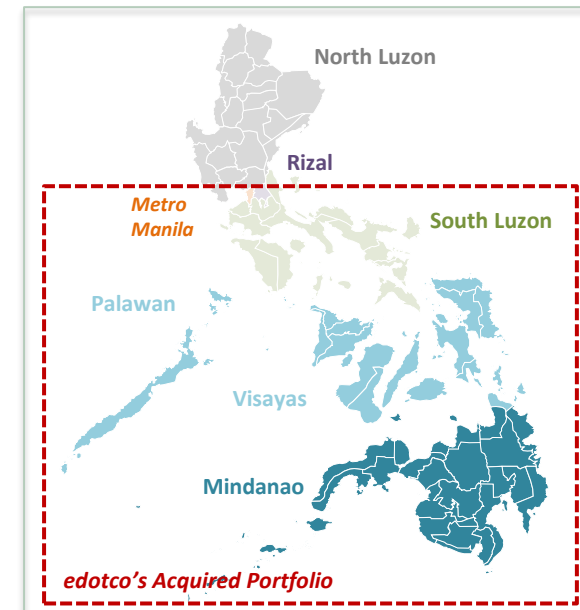 North Luzon
Rizal
Metro
Manila
South Luzon
Palawan
Visayas
Mindanao
edotco's Acquired Portfolio